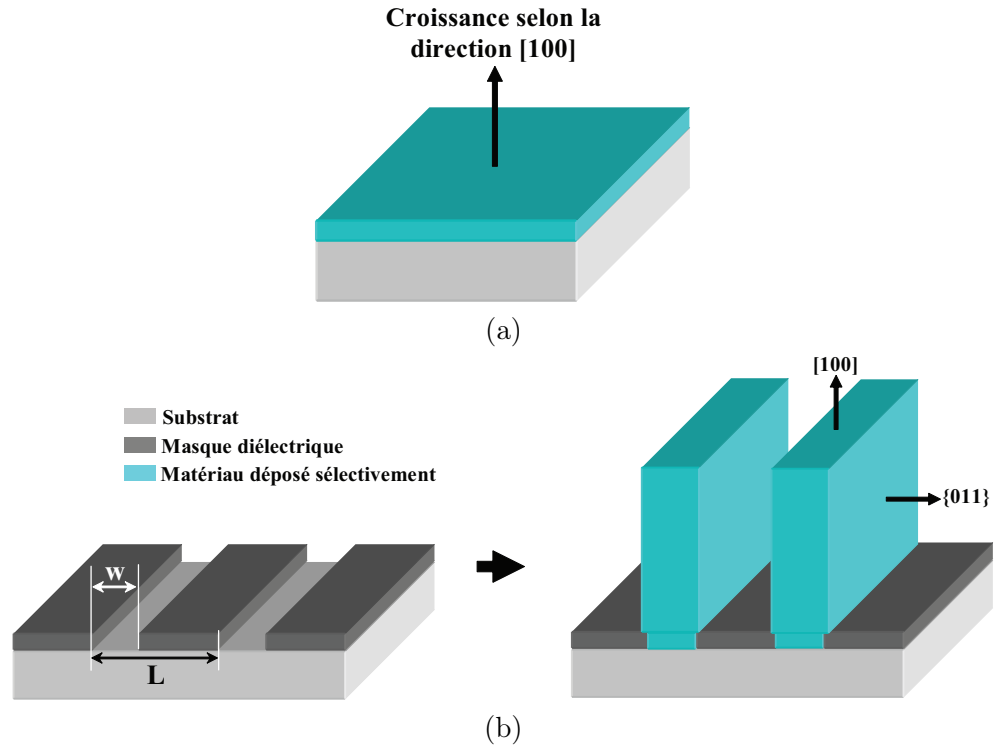 Croissance selon la
direction [100]
(a)
[100]
Substrat
Masque diélectrique
Matériau déposé sélectivement
{011}
w
L
(b)